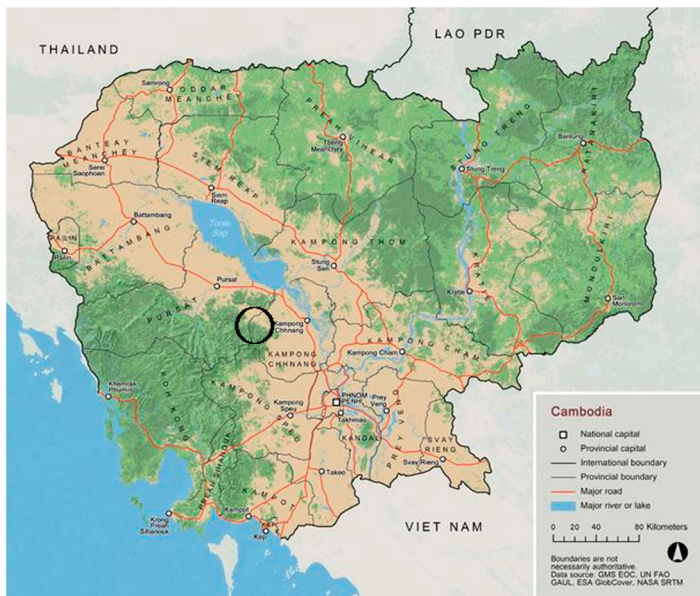 THAILAND
LAO PDR
Samrong
ODDAR
MEANCHEY
PREAH VIHEAR
Tbeng
Meanchey
STUNG TRENG
Stung Treng
Banlung
RATANAKIRI
BANTEAY
MEANCHEY
Serei
Saophoan
SIEM REAP
Siem
Reap
Battambang
BATTAMBANG
PAILIN
Pailin
Tonle
Sap
KAMPONG THOM
Stung
Sen
KRATIE
Kratie
MONDULKIRI
Sen
Monorom
Pursat
PURSAT
Kampong
Chhnang
KAMPONG
CHHNANG
KAMPONG CHAM
Kampong Cham
Khemrak
Phumin
KOH KONG
KAMPONG SPEU
Kampong
Speu
PHNOM
PENH
Takhmau
KANDAL
Prey
Veng
PREY VENG
SVAY
RIENG
Svay Rieng
Takeo
KAMPOT
Kampot
Kep
Krong
Preah
Sihanouk
VIET NAM
Cambodia
National capital
Provincial capital
International boundary
Provincial boundary
Major road
Major river or lake
0 20 40 80 Kilometers
Boundaries are not
necessarily authoritative.
Data source: GMS EOC, UN FAO
GAUL, ESA GlobCover, NASA SRTM